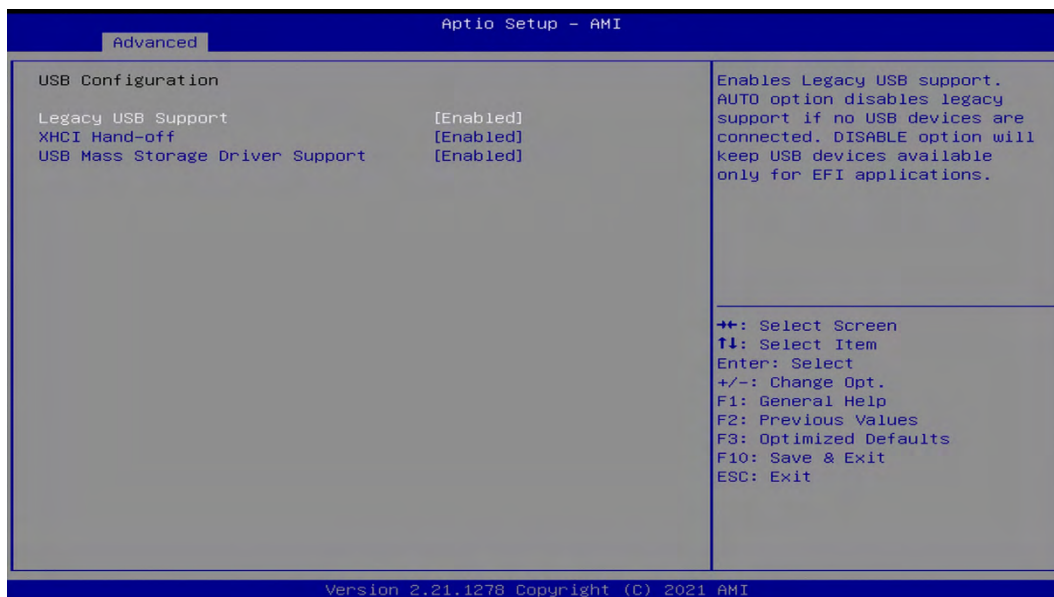 Aptio Setup – AMI
Advanced
USB Configuration
Legacy USB Support [Enabled]
XHCI Hand-off [Enabled]
USB Mass Storage Driver Support [Enabled]
Enables Legacy USB support.
AUTO option disables legacy
support if no USB devices are
connected. DISABLE option will
keep USB devices available
only for EFI applications.
→←: Select Screen
↑↓: Select Item
Enter: Select
+/-: Change Opt.
F1: General Help
F2: Previous Values
F3: Optimized Defaults
F10: Save & Exit
ESC: Exit
Version 2.21.1278 Copyright (C) 2021 AMI